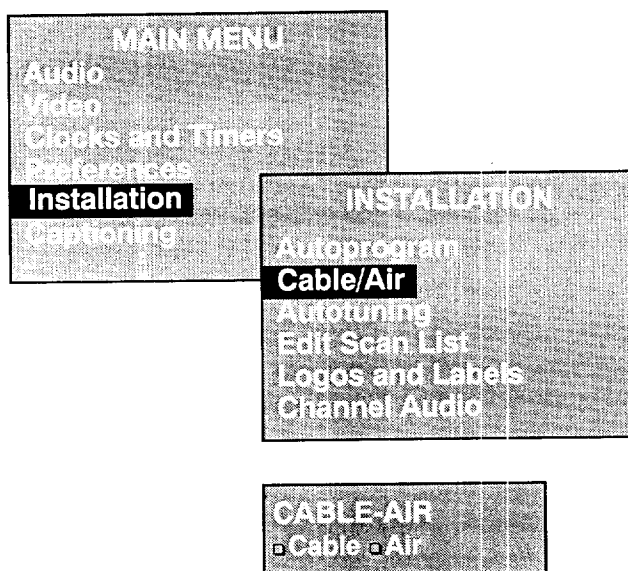 MAIN MENU
Audio
Video
Clocks and Timers
Preferences
Installation
Captioning
INSTALLATION
Autoprogram
Cable/Air
Autotuning
Edit Scan List
Logos and Labels
Channel Audio
CABLE-AIR
Cable Air